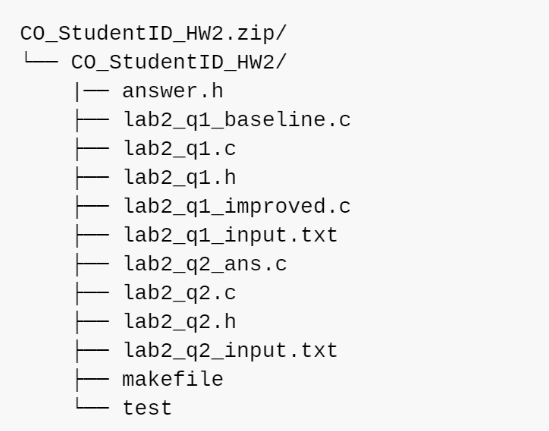 CO_StudentID_HW2.zip/
└── CO_StudentID_HW2/
    |── answer.h
    ├── lab2_q1_baseline.c
    ├── lab2_q1.c
    ├── lab2_q1.h
    ├── lab2_q1_improved.c
    ├── lab2_q1_input.txt
    ├── lab2_q2_ans.c
    ├── lab2_q2.c
    ├── lab2_q2.h
    ├── lab2_q2_input.txt
    ├── makefile
    └── test